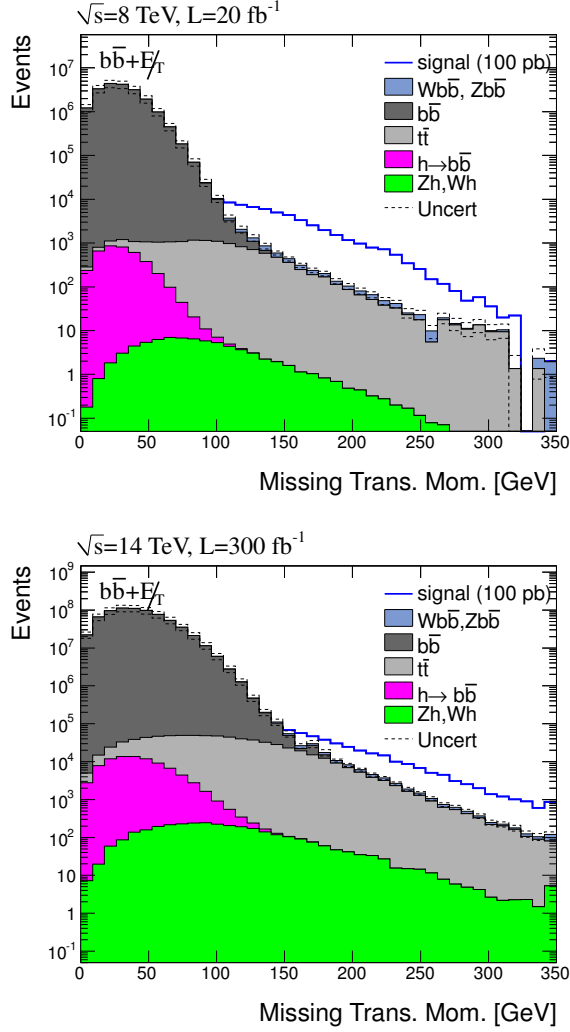 √s=8 TeV, L=20 fb⁻¹
Events
bb̄+E̸_T
signal (100 pb)
Wbb̄, Zbb̄
bb̄
tt̄
h→bb̄
Zh,Wh
Uncert
10⁷
10⁶
10⁵
10⁴
10³
10²
10
1
10⁻¹
0 50 100 150 200 250 300 350
Missing Trans. Mom. [GeV]
√s=14 TeV, L=300 fb⁻¹
Events
bb̄+E̸_T
signal (100 pb)
Wbb̄,Zbb̄
bb̄
tt̄
h→ bb̄
Zh,Wh
Uncert
10⁹
10⁸
10⁷
10⁶
10⁵
10⁴
10³
10²
10
1
10⁻¹
0 50 100 150 200 250 300 350
Missing Trans. Mom. [GeV]